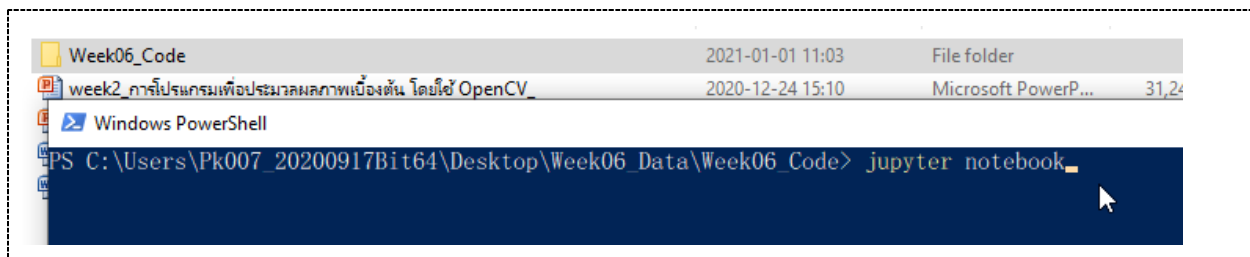 Week06_Code 2021-01-01 11:03 File folder
week2_การโปรแกรมเพื่อประมวลผลภาพเบื้องต้น โดยใช้ OpenCV_ 2020-12-24 15:10 Microsoft PowerP... 31,24
Windows PowerShell
PS C:\Users\Pk007_20200917Bit64\Desktop\Week06_Data\Week06_Code> jupyter notebook